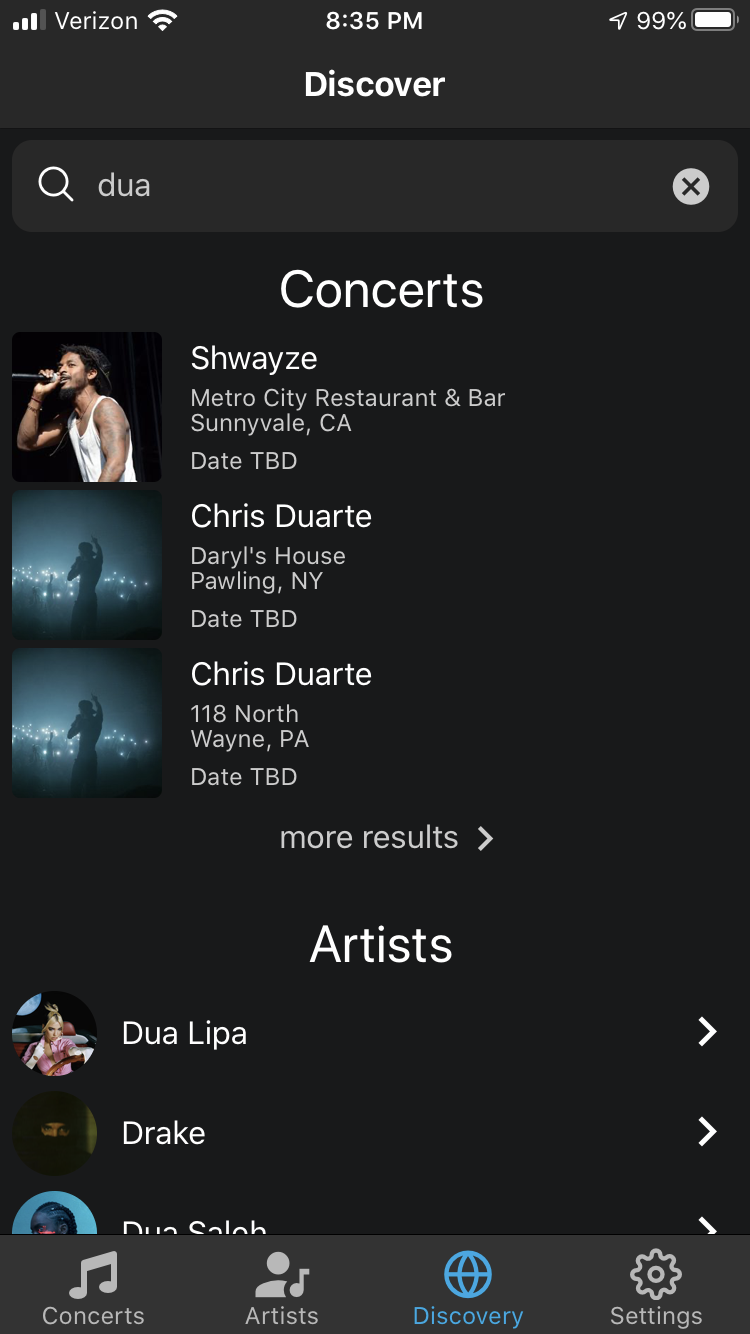 Verizon 8:35 PM 99%
Discover
dua
Concerts
Shwayze
Metro City Restaurant & Bar
Sunnyvale, CA
Date TBD
Chris Duarte
Daryl's House
Pawling, NY
Date TBD
Chris Duarte
118 North
Wayne, PA
Date TBD
more results
Artists
Dua Lipa
Drake
Dua Saleh
Concerts Artists Discovery Settings